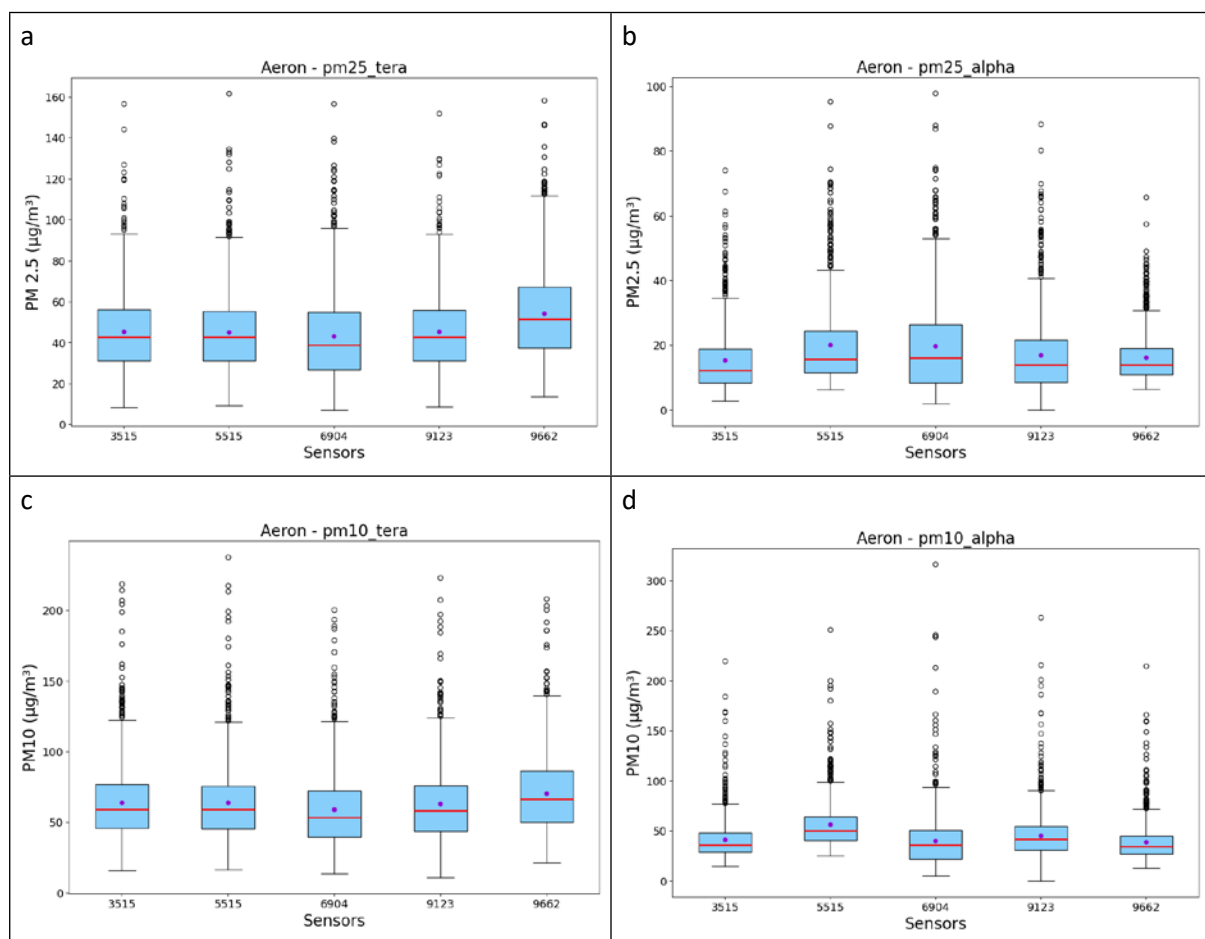 a
Aeron - pm25_tera
PM 2.5 (µg/m³)
160
140
120
100
80
60
40
20
0
3515 5515 6904 9123 9662
Sensors
b
Aeron - pm25_alpha
PM2.5 (µg/m³)
100
80
60
40
20
0
3515 5515 6904 9123 9662
Sensors
c
Aeron - pm10_tera
PM10 (µg/m³)
200
150
100
50
0
3515 5515 6904 9123 9662
Sensors
d
Aeron - pm10_alpha
PM10 (µg/m³)
300
250
200
150
100
50
0
3515 5515 6904 9123 9662
Sensors